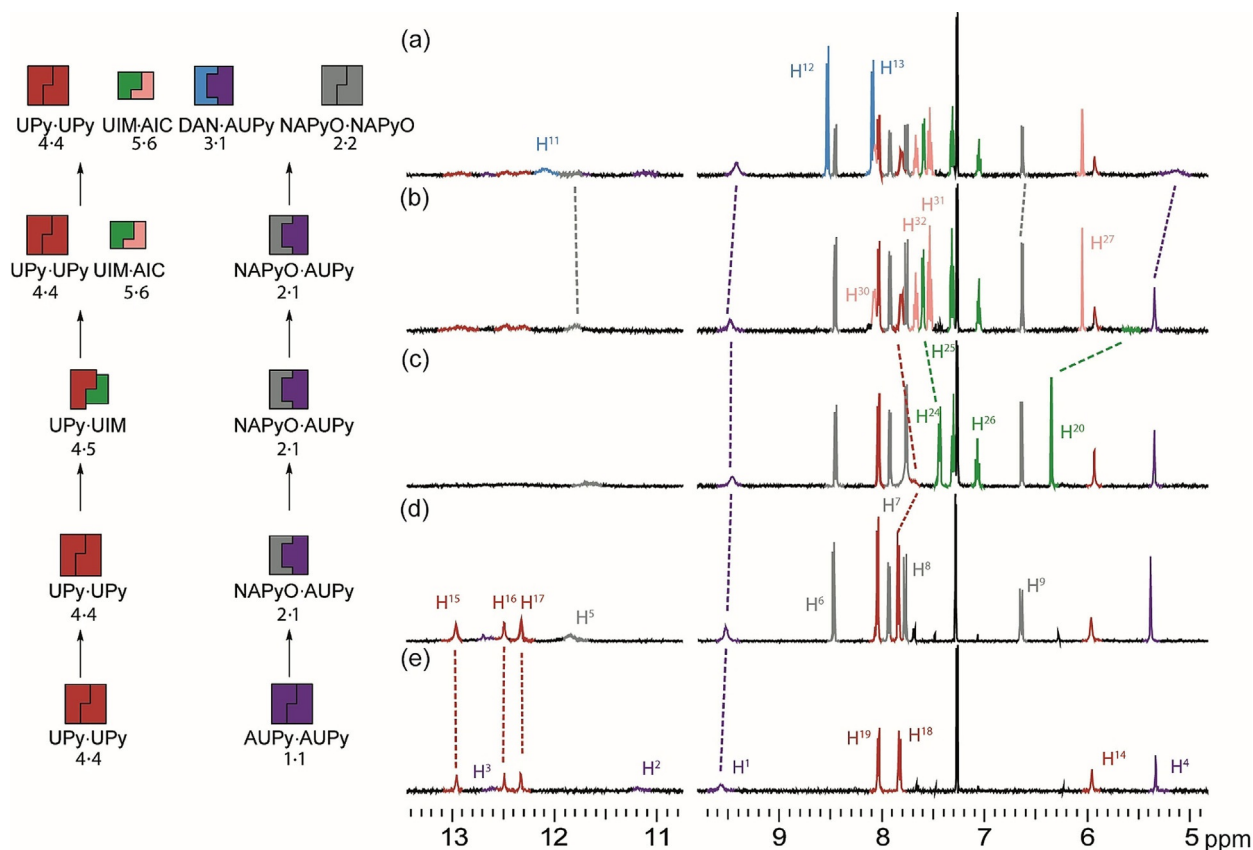 (a)
H12
H13
H11
UPy·UPy UIM·AIC DAN·AUPy NAPyO·NAPyO
4·4 5·6 3·1 2·2
(b)
H31
H32
H27
H30
UPy·UPy UIM·AIC NAPyO·AUPy
4·4 5·6 2·1
(c)
H25
H24
H26
H20
UPy·UIM NAPyO·AUPy
4·5 2·1
(d)
H7
H8
H6
H9
H15 H16 H17
H5
UPy·UPy NAPyO·AUPy
4·4 2·1
(e)
H19
H18
H14
H4
H3
H2
H1
UPy·UPy AUPy·AUPy
4·4 1·1
13 12 11 9 8 7 6 5 ppm